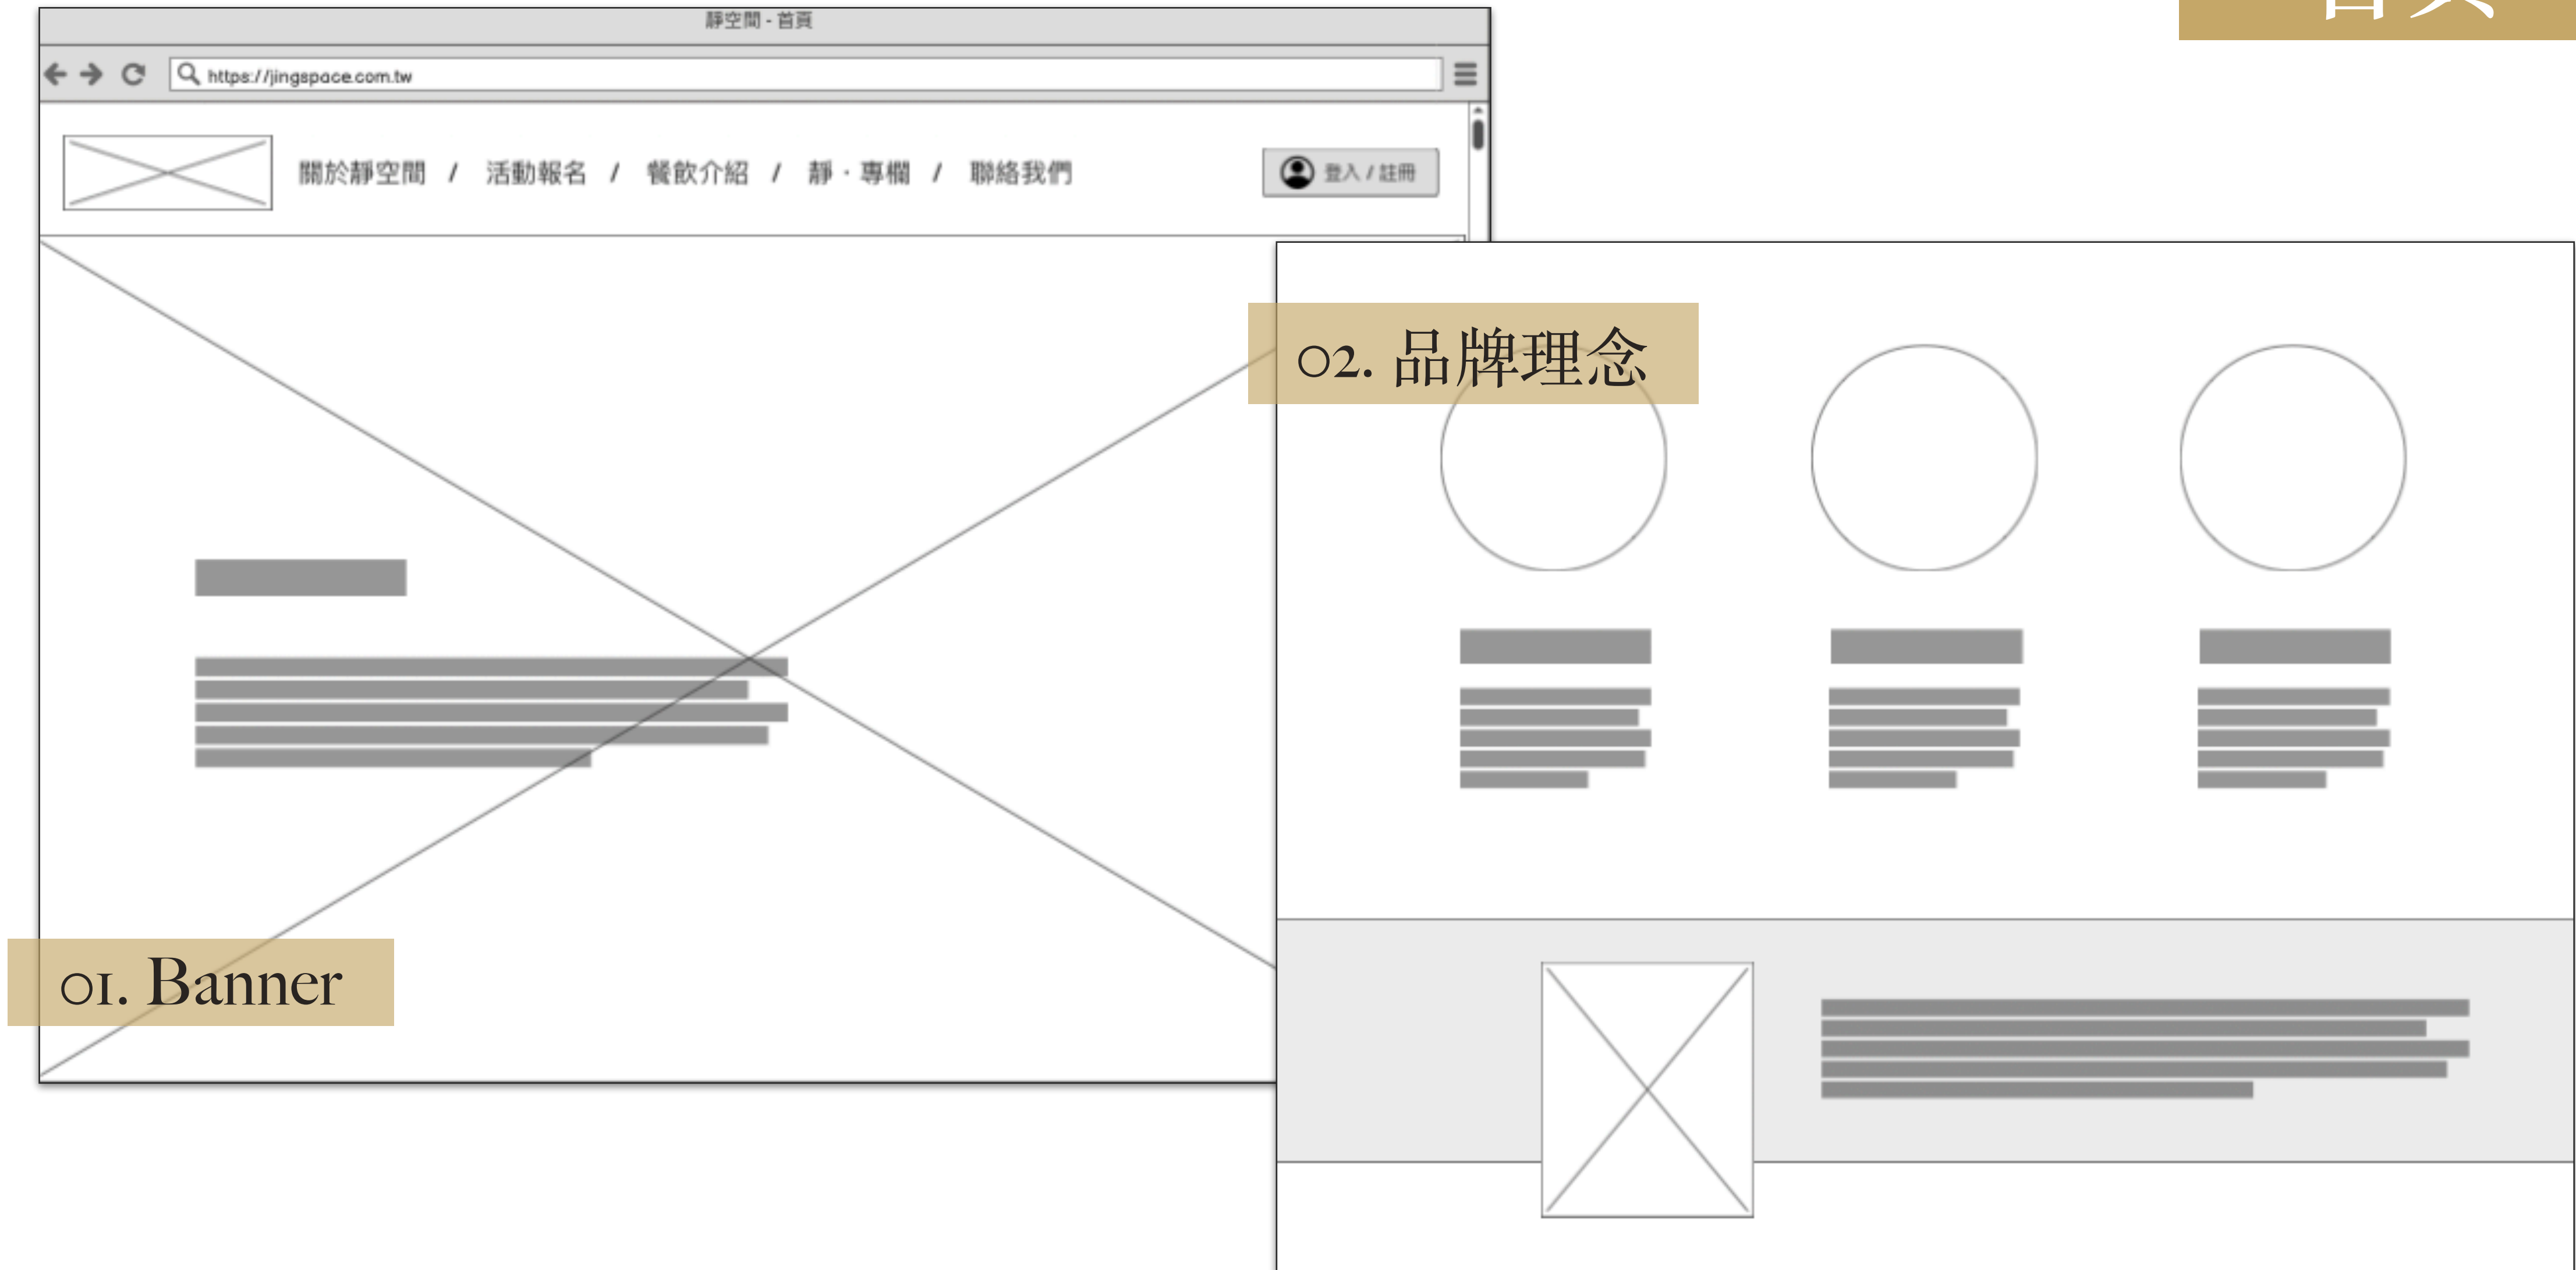 首頁
靜空間 - 首頁
https://jingspace.com.tw
關於靜空間 / 活動報名 / 餐飲介紹 / 靜 · 專欄 / 聯絡我們
登入 / 註冊
02. 品牌理念
01. Banner